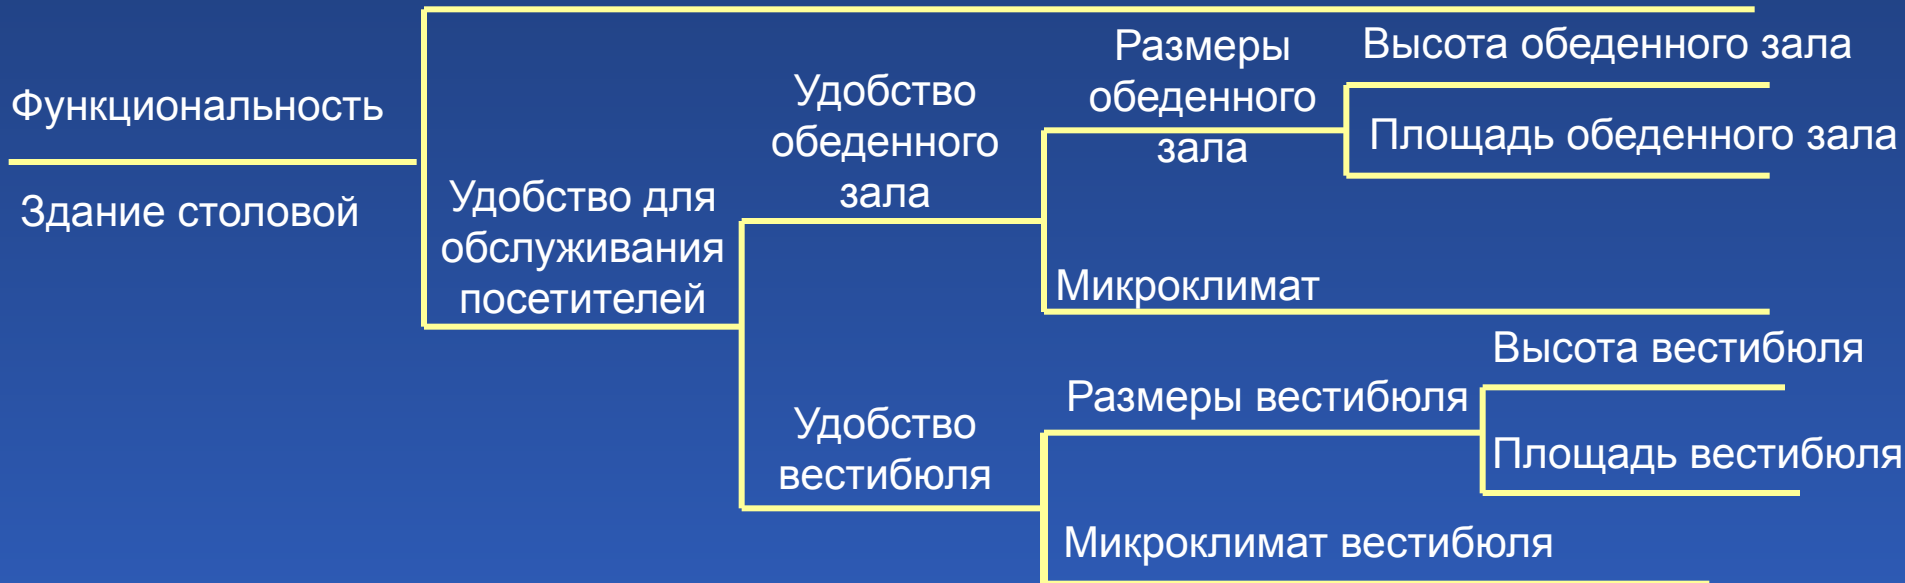 Функциональность
Здание столовой
Удобство для
обслуживания
посетителей
Удобство
обеденного
зала
Размеры
обеденного
зала
Высота обеденного зала
Площадь обеденного зала
Микроклимат
Удобство
вестибюля
Размеры вестибюля
Высота вестибюля
Площадь вестибюля
Микроклимат вестибюля